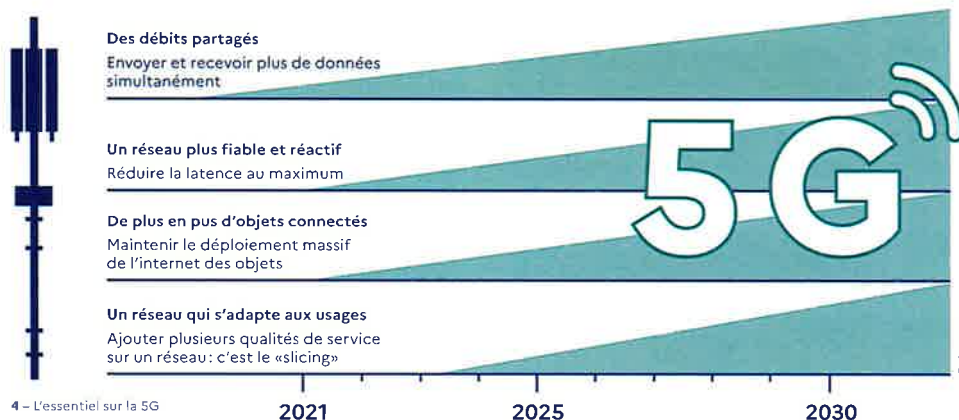 Des débits partagés
Envoyer et recevoir plus de données
simultanément
Un réseau plus fiable et réactif
Réduire la latence au maximum
5G
De plus en pus d'objets connectés
Maintenir le déploiement massif
de l'internet des objets
Un réseau qui s'adapte aux usages
Ajouter plusieurs qualités de service
sur un réseau : c'est le «slicing»
2021
2025
2030
4 – L'essentiel sur la 5G